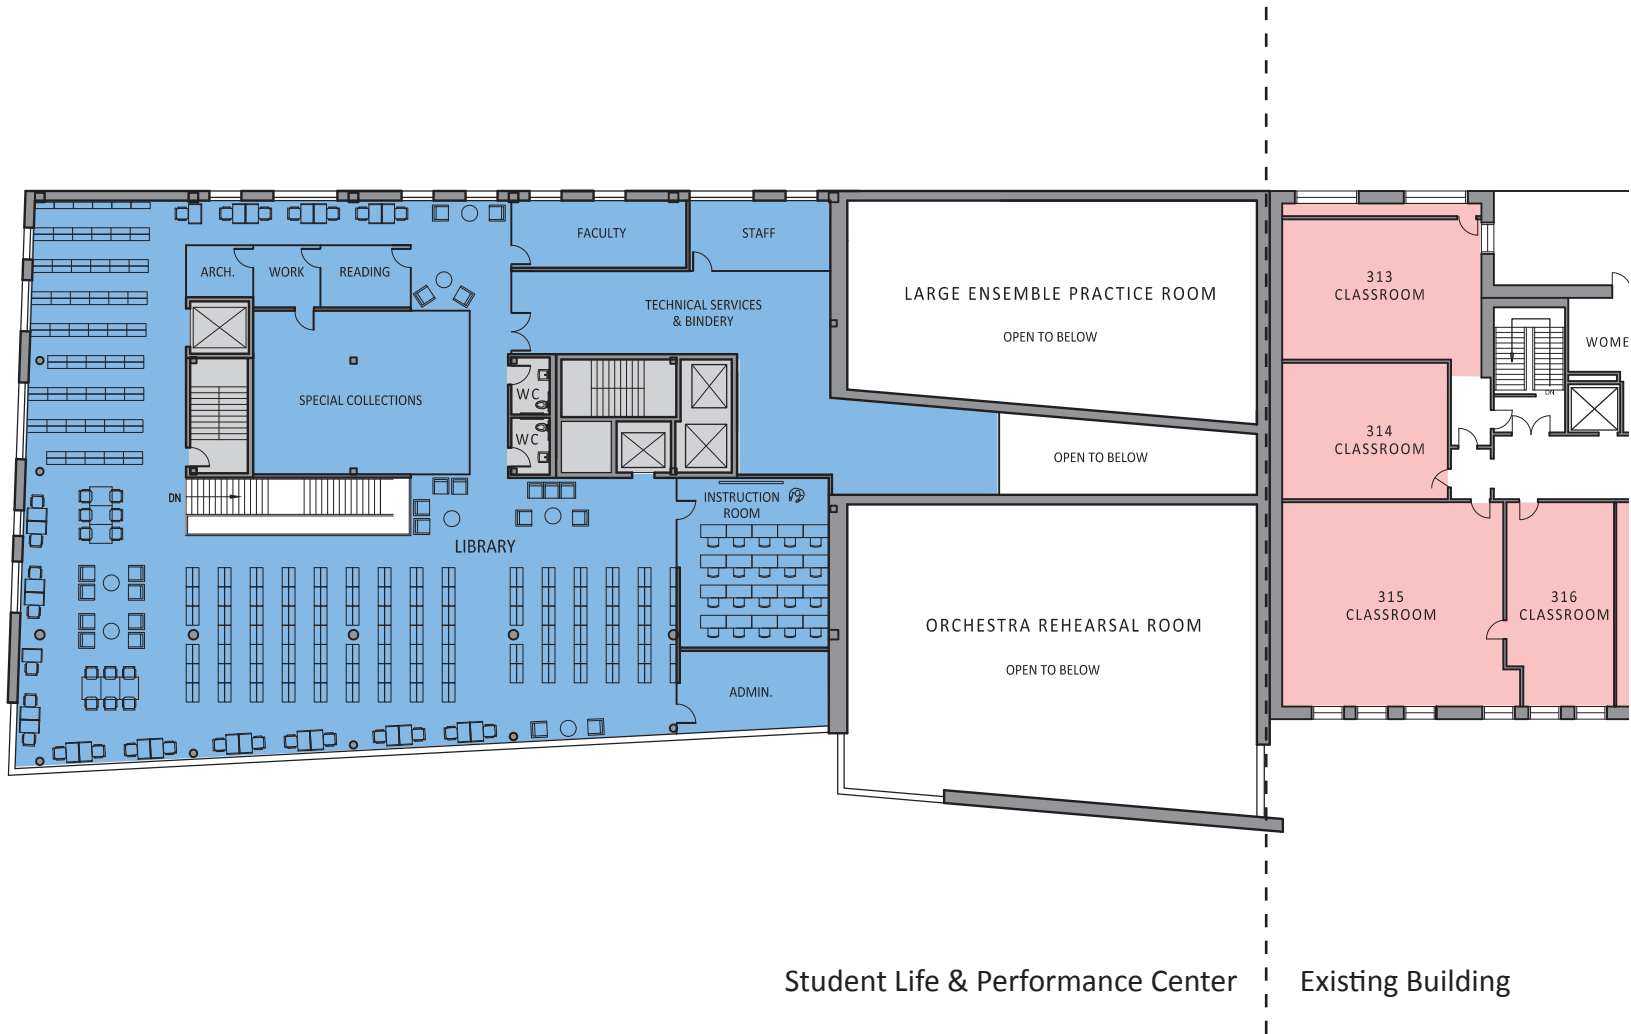 FACULTY
STAFF
ARCH.
WORK
READING
TECHNICAL SERVICES
& BINDERY
LARGE ENSEMBLE PRACTICE ROOM
OPEN TO BELOW
313
CLASSROOM
WOME
WC
SPECIAL COLLECTIONS
DN
WC
314
CLASSROOM
OPEN TO BELOW
DN
INSTRUCTION
ROOM
LIBRARY
315
CLASSROOM
316
CLASSROOM
ORCHESTRA REHEARSAL ROOM
OPEN TO BELOW
ADMIN.
Student Life & Performance Center
Existing Building